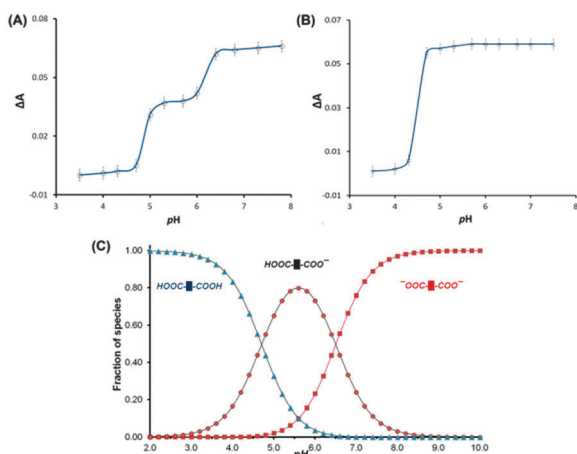 (A)
0.08
0.05
0.02
-0.01
ΔA
3 4 5 6 7 8
pH
(B)
0.07
0.05
0.03
0.01
-0.01
ΔA
3 4 5 6 7 8
pH
(C)
1.00
0.80
0.60
0.40
0.20
0.00
Fraction of species
HOOC-■-COOH
HOOC-■-COO⁻
⁻OOC-■-COO⁻
2.0 3.0 4.0 5.0 6.0 7.0 8.0 9.0 10.0
pH